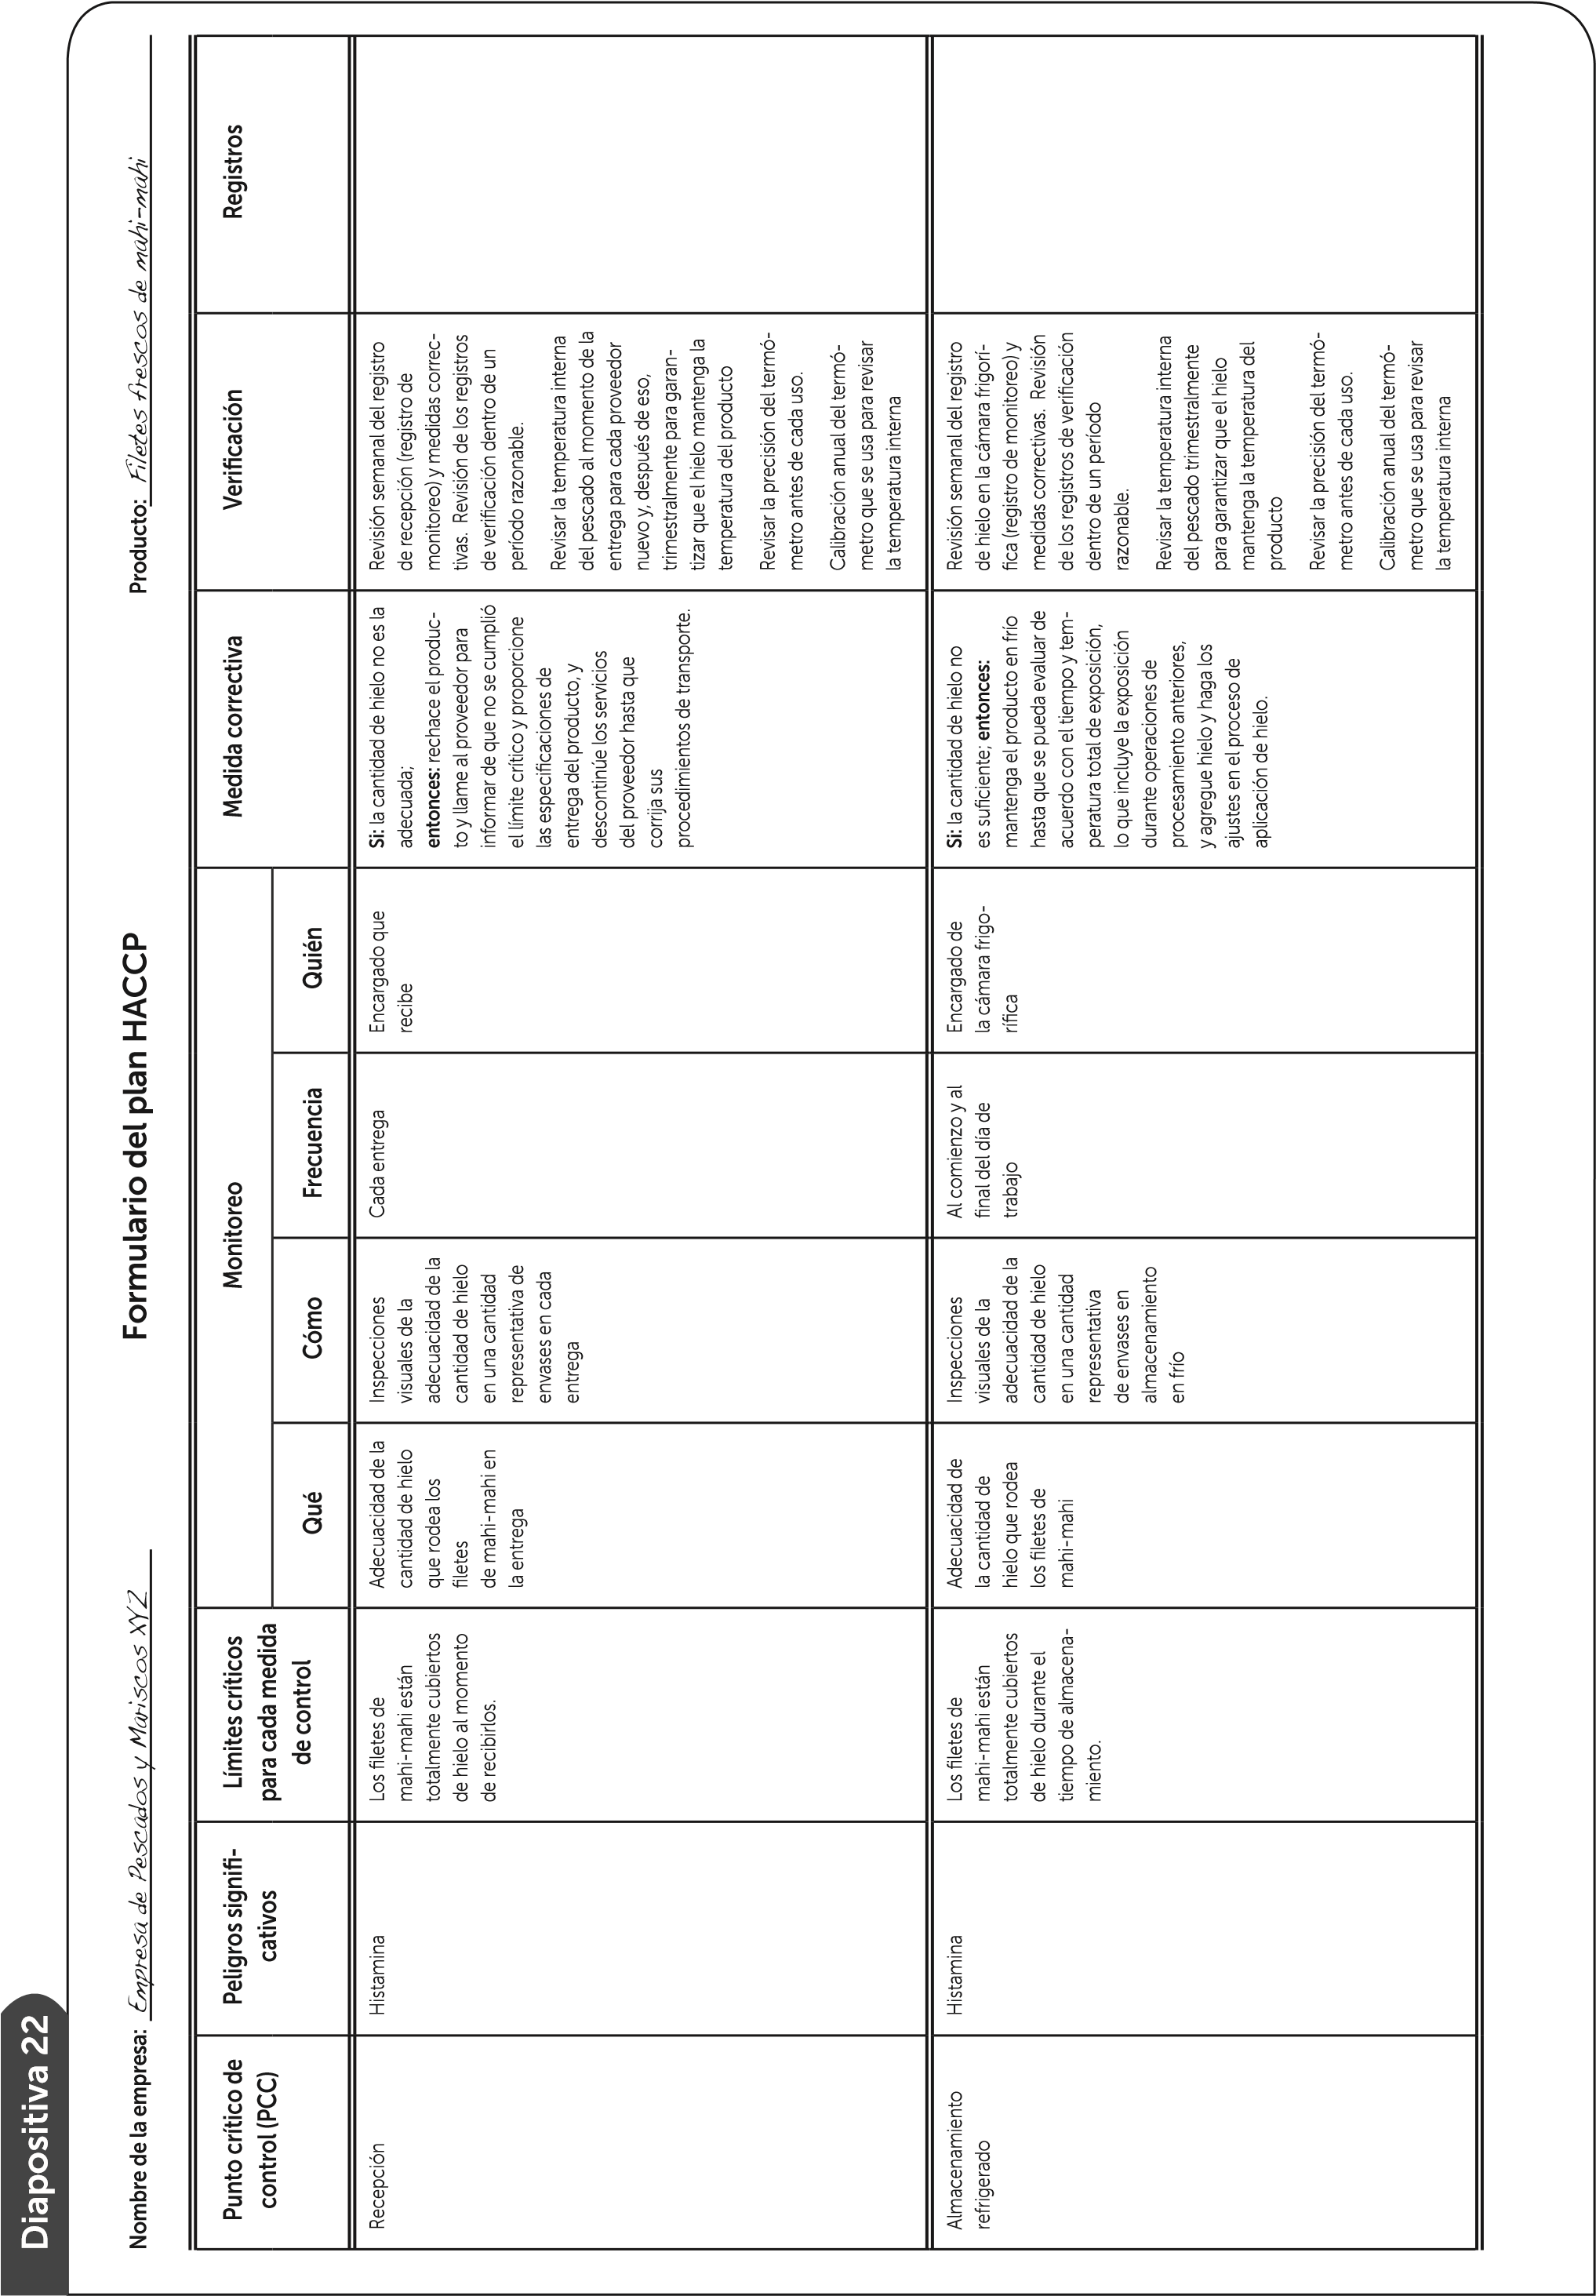 Diapositiva 22
Formulario del plan HACCP
Nombre de la empresa: Empresa de Pescados y Mariscos XYZ
Producto: Filetes frescos de mahi-mahi
Punto crítico de
control (PCC)
Peligros signifi-
cativos
Límites críticos
para cada medida
de control
Monitoreo
Qué
Cómo
Frecuencia
Quién
Medida correctiva
Verificación
Registros
Recepción
Histamina
Los filetes de
mahi-mahi están
totalmente cubiertos
de hielo al momento
de recibirlos.
Adecuacidad de la
cantidad de hielo
que rodea los
filetes
de mahi-mahi en
la entrega
Inspecciones
visuales de la
adecuacidad de la
cantidad de hielo
en una cantidad
representativa de
envases en cada
entrega
Cada entrega
Encargado que
recibe
Si: la cantidad de hielo no es la
adecuada;
entonces: rechace el produc-
to y llame al proveedor para
informar de que no se cumplió
el límite crítico y proporcione
las especificaciones de
entrega del producto, y
descontinúe los servicios
del proveedor hasta que
corrija sus
procedimientos de transporte.
Revisión semanal del registro
de recepción (registro de
monitoreo) y medidas correc-
tivas. Revisión de los registros
de verificación dentro de un
período razonable.
Revisar la temperatura interna
del pescado al momento de la
entrega para cada proveedor
nuevo y, después de eso,
trimestralmente para garan-
tizar que el hielo mantenga la
temperatura del producto
Revisar la precisión del termó-
metro antes de cada uso.
Calibración anual del termó-
metro que se usa para revisar
la temperatura interna
Almacenamiento
refrigerado
Histamina
Los filetes de
mahi-mahi están
totalmente cubiertos
de hielo durante el
tiempo de almacena-
miento.
Adecuacidad de
la cantidad de
hielo que rodea
los filetes de
mahi-mahi
Inspecciones
visuales de la
adecuacidad de la
cantidad de hielo
en una cantidad
representativa
de envases en
almacenamiento
en frío
Al comienzo y al
final del día de
trabajo
Encargado de
la cámara frigo-
rífica
Si: la cantidad de hielo no
es suficiente; entonces:
mantenga el producto en frío
hasta que se pueda evaluar de
acuerdo con el tiempo y tem-
peratura total de exposición,
lo que incluye la exposición
durante operaciones de
procesamiento anteriores,
y agregue hielo y haga los
ajustes en el proceso de
aplicación de hielo.
Revisión semanal del registro
de hielo en la cámara frigorí-
fica (registro de monitoreo) y
medidas correctivas. Revisión
de los registros de verificación
dentro de un período
razonable.
Revisar la temperatura interna
del pescado trimestralmente
para garantizar que el hielo
mantenga la temperatura del
producto
Revisar la precisión del termó-
metro antes de cada uso.
Calibración anual del termó-
metro que se usa para revisar
la temperatura interna